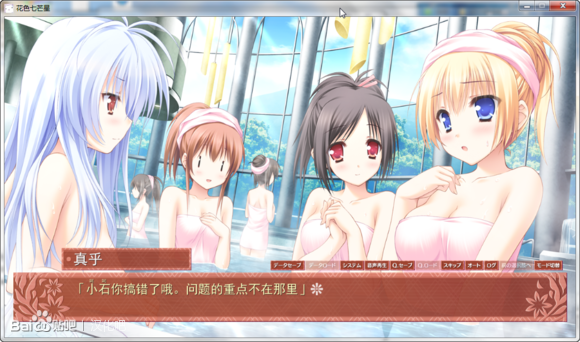 花色七芒星
真乎
データセーブ データロード システム 音声再生 Q.セーブ Q.ロード スキップ オート ログ モード切替
「小石你搞错了哦。问题的重点不在那里」
Bai 贴吧